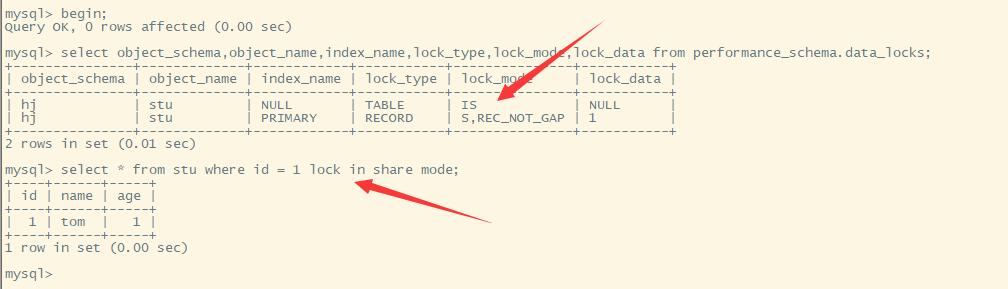 mysql> begin;
Query OK, 0 rows affected (0.00 sec)
mysql> select object_schema,object_name,index_name,lock_type,lock_mode,lock_data from performance_schema.data_locks;
+---------------+-------------+------------+-----------+---------------+-----------+
| object_schema | object_name | index_name | lock_type | lock_mode     | lock_data |
+---------------+-------------+------------+-----------+---------------+-----------+
| hj            | stu         | NULL       | TABLE     | IS            | NULL      |
| hj            | stu         | PRIMARY    | RECORD    | S,REC_NOT_GAP | 1         |
+---------------+-------------+------------+-----------+---------------+-----------+
2 rows in set (0.01 sec)
mysql> select * from stu where id = 1 lock in share mode;
+----+------+-----+
| id | name | age |
+----+------+-----+
|  1 | tom  |   1 |
+----+------+-----+
1 row in set (0.00 sec)
mysql>